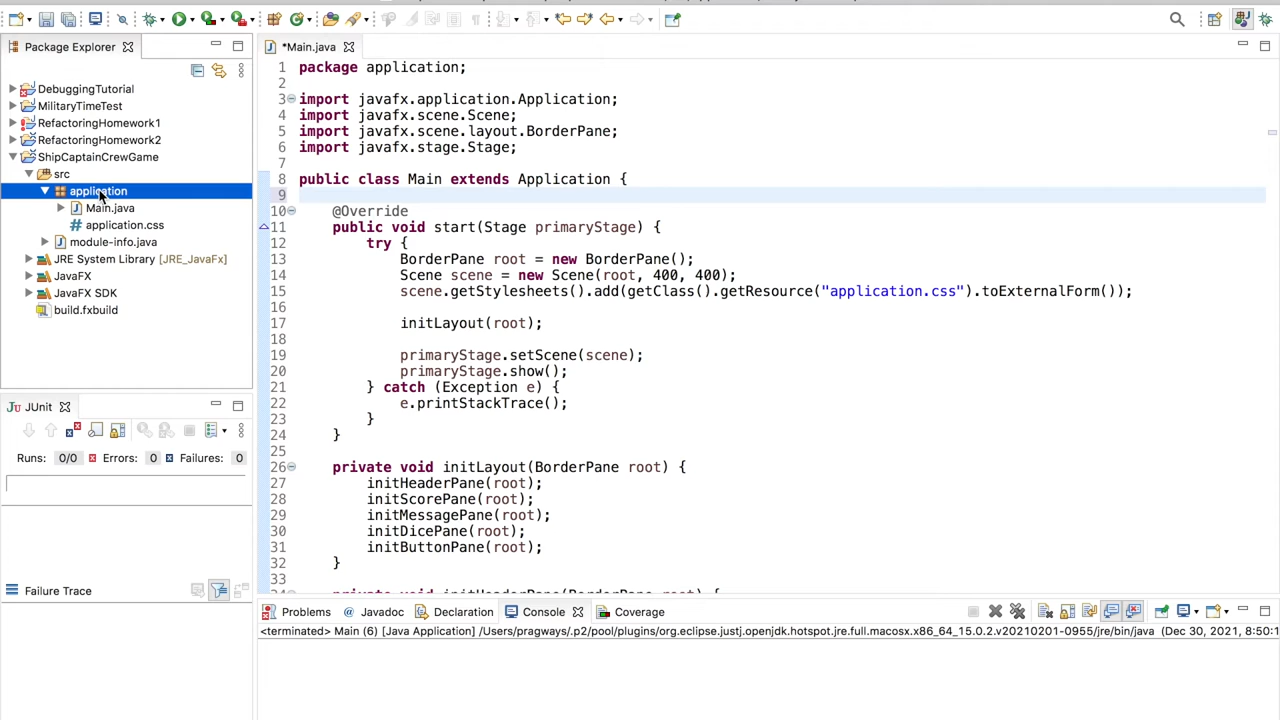 Package Explorer
DebuggingTutorial
MilitaryTimeTest
RefactoringHomework1
RefactoringHomework2
ShipCaptainCrewGame
src
application
Main.java
application.css
module-info.java
JRE System Library [JRE_JavaFx]
JavaFX
JavaFX SDK
build.fxbuild
JUnit
Runs: 0/0 Errors: 0 Failures: 0
Failure Trace
*Main.java
1 package application;
2
3 import javafx.application.Application;
4 import javafx.scene.Scene;
5 import javafx.scene.layout.BorderPane;
6 import javafx.stage.Stage;
7
8 public class Main extends Application {
9
10 @Override
11 public void start(Stage primaryStage) {
12 try {
13 BorderPane root = new BorderPane();
14 Scene scene = new Scene(root, 400, 400);
15 scene.getStylesheets().add(getClass().getResource("application.css").toExternalForm());
16
17 initLayout(root);
18
19 primaryStage.setScene(scene);
20 primaryStage.show();
21 } catch (Exception e) {
22 e.printStackTrace();
23 }
24 }
25
26 private void initLayout(BorderPane root) {
27 initHeaderPane(root);
28 initScorePane(root);
29 initMessagePane(root);
30 initDicePane(root);
31 initButtonPane(root);
32 }
33
34 private void initHeaderPane(BorderPane root) {
Problems Javadoc Declaration Console Coverage
<terminated> Main (6) [Java Application] /Users/pragways/.p2/pool/plugins/org.eclipse.justj.openjdk.hotspot.jre.full.macosx.x86_64_15.0.2.v20210201-0955/jre/bin/java (Dec 30, 2021, 8:50:1